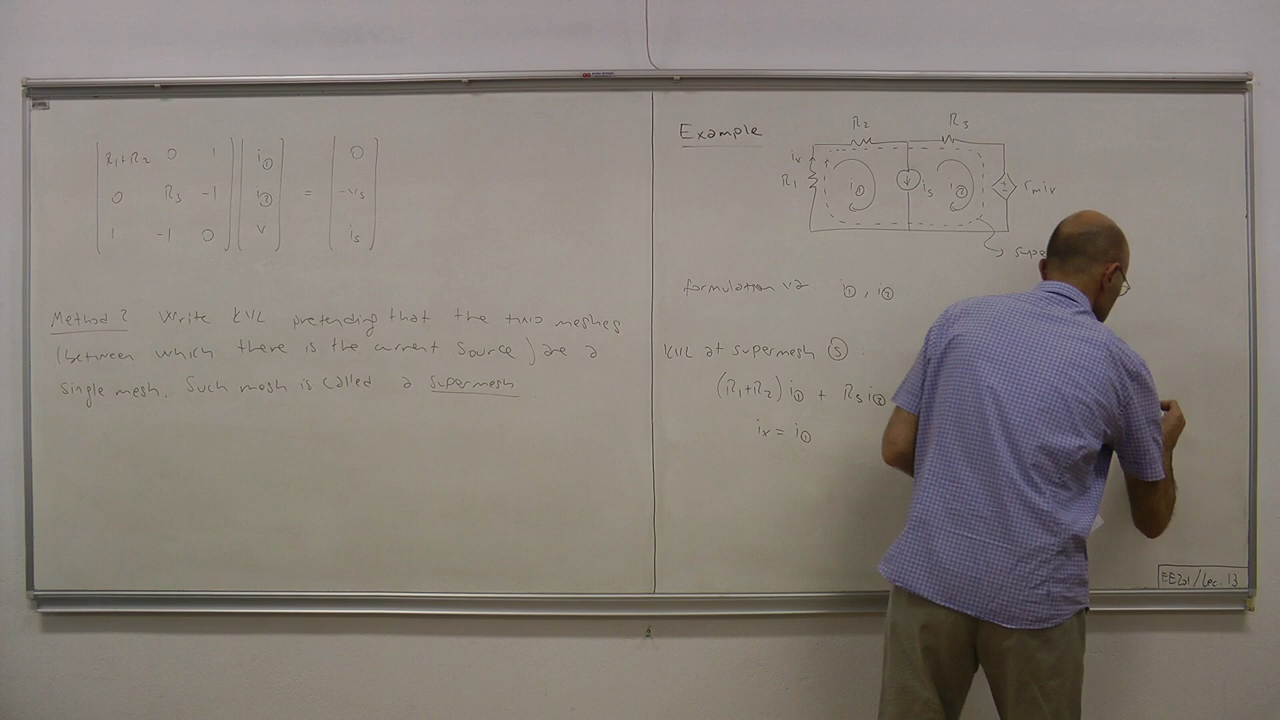 R1+R2 0 1 i① 0
0 R3 -1 i② = -vs
1 -1 0 v is
Method 2 Write KVL pretending that the two meshes
(between which there is the current source) are a
single mesh. Such mesh is called a supermesh
Example
R2 R3
ix
R1 i① is i② rmix
supe
formulation va i①, i②
KVL at supermesh Ⓢ.
(R1+R2) i① + R3 i②
ix = i①
EE201/Lec. 13